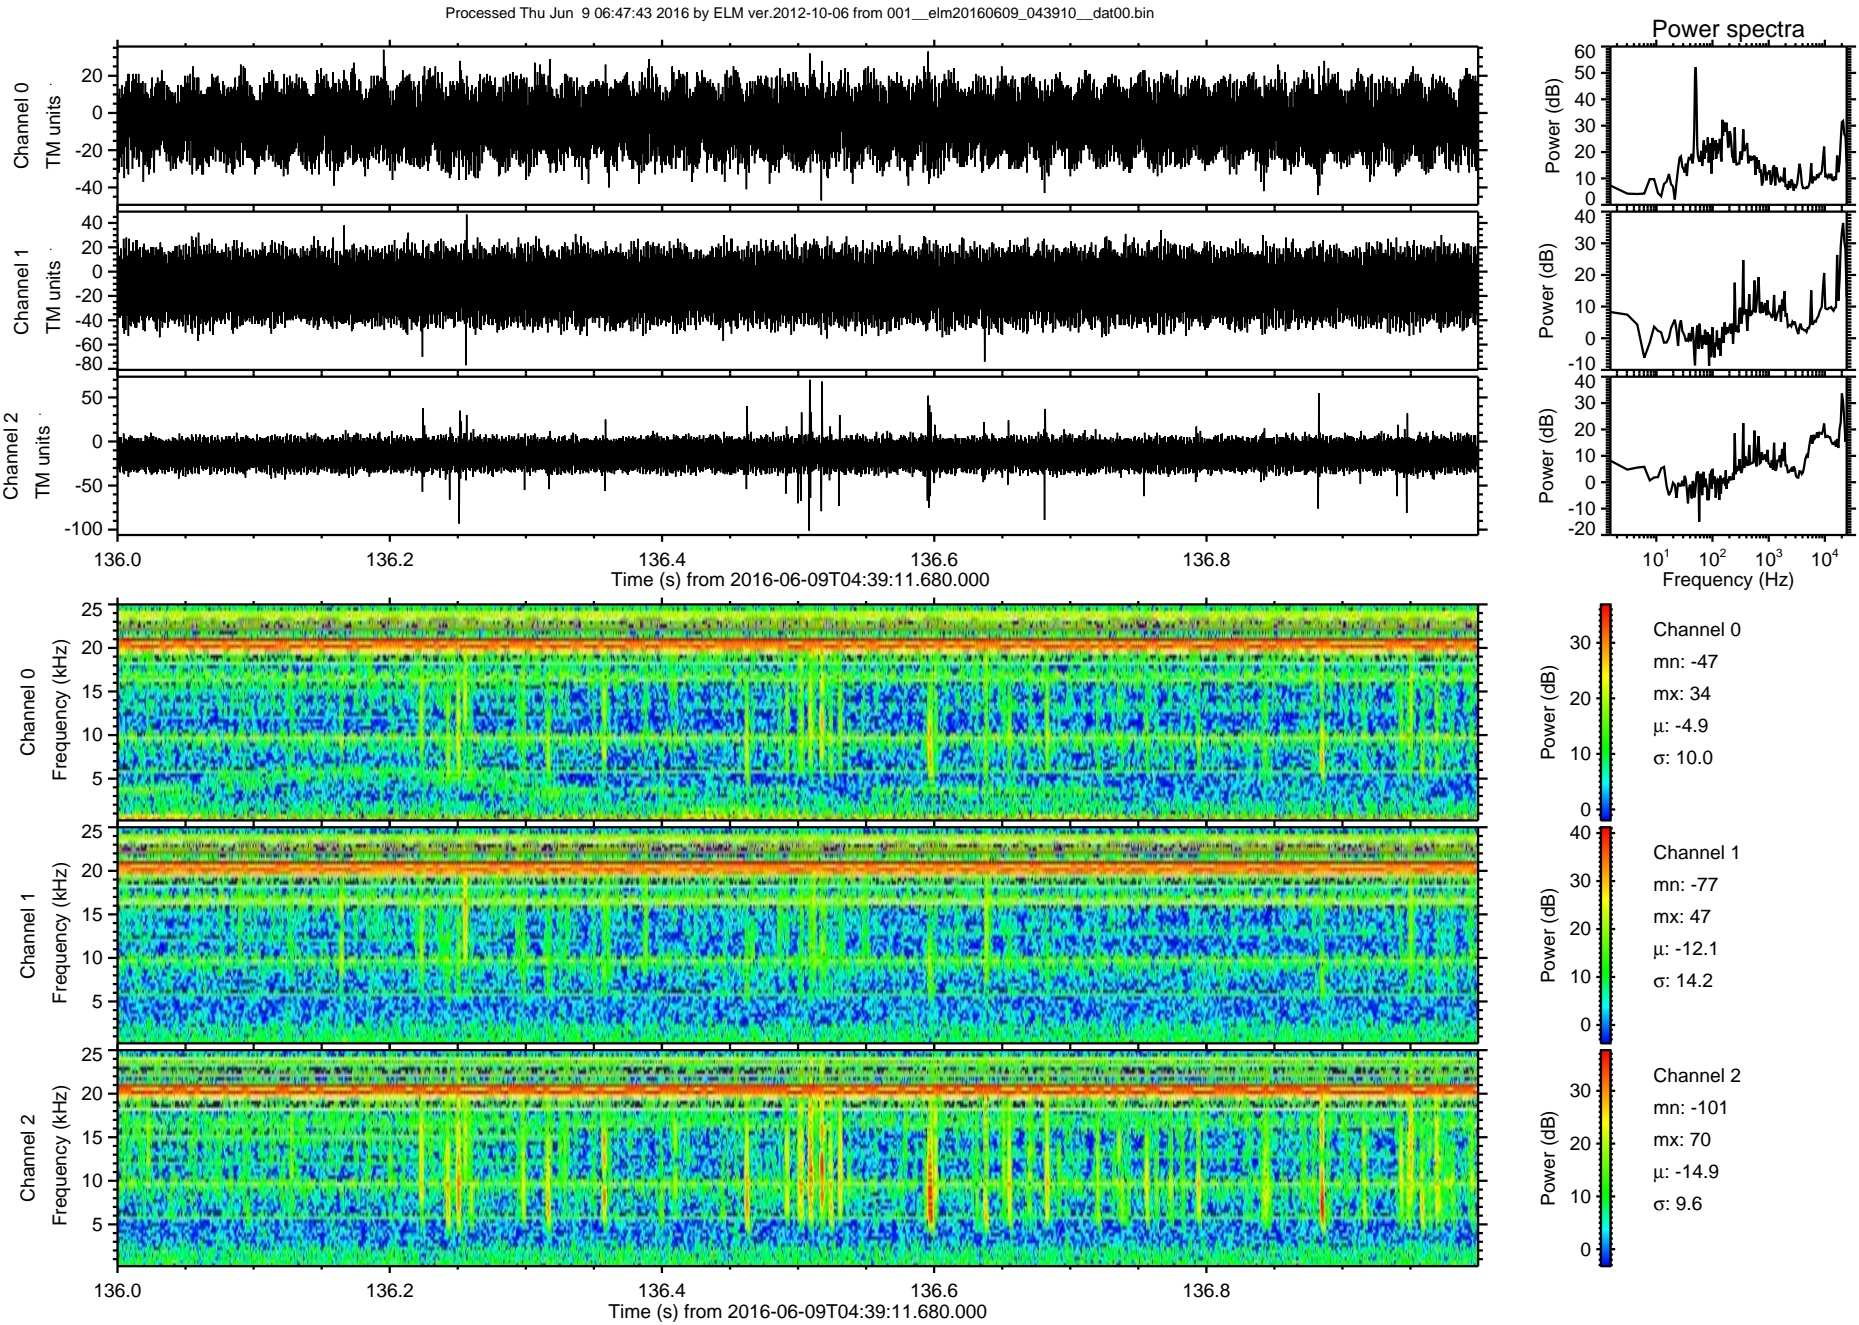 Processed Thu Jun 9 06:47:43 2016 by ELM ver.2012-10-06 from 001__elm20160609_043910__dat00.bin
Power spectra
Channel 0
TM units
20
0
-20
-40
Power (dB)
60
50
40
30
20
10
0
Channel 1
TM units
40
20
0
-20
-40
-60
-80
Power (dB)
40
30
20
10
0
-10
Channel 2
TM units
50
0
-50
-100
Power (dB)
40
30
20
10
0
-10
-20
136.0 136.2 136.4 136.6 136.8
Time (s) from 2016-06-09T04:39:11.680.000
10^1 10^2 10^3 10^4
Frequency (Hz)
Channel 0
Frequency (kHz)
25
20
15
10
5
Power (dB)
30
20
10
0
Channel 0
mn: -47
mx: 34
μ: -4.9
σ: 10.0
Channel 1
Frequency (kHz)
25
20
15
10
5
Power (dB)
40
30
20
10
0
Channel 1
mn: -77
mx: 47
μ: -12.1
σ: 14.2
Channel 2
Frequency (kHz)
25
20
15
10
5
Power (dB)
30
20
10
0
Channel 2
mn: -101
mx: 70
μ: -14.9
σ: 9.6
136.0 136.2 136.4 136.6 136.8
Time (s) from 2016-06-09T04:39:11.680.000